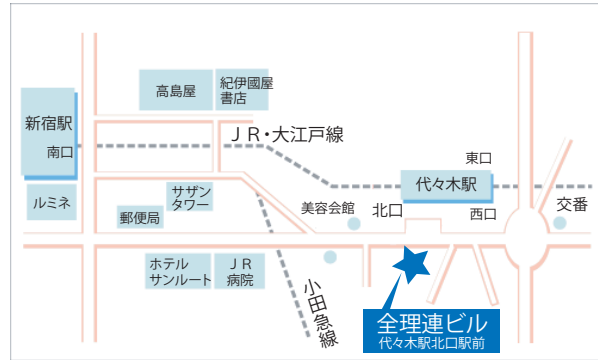 高島屋
紀伊國屋
書店
新宿駅
南口
JR・大江戸線
東口
代々木駅
ルミネ
サザン
タワー
郵便局
美容会館
北口
西口
交番
ホテル
サンルート
JR
病院
小田急線
全理連ビル
代々木駅北口駅前